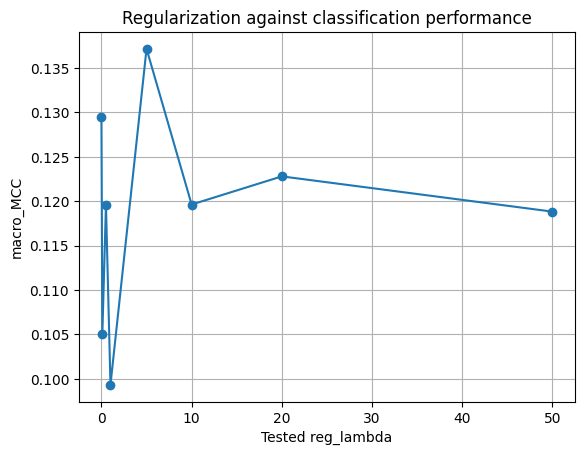 Regularization against classification performance
macro_MCC
0.135
0.130
0.125
0.120
0.115
0.110
0.105
0.100
0 10 20 30 40 50
Tested reg_lambda